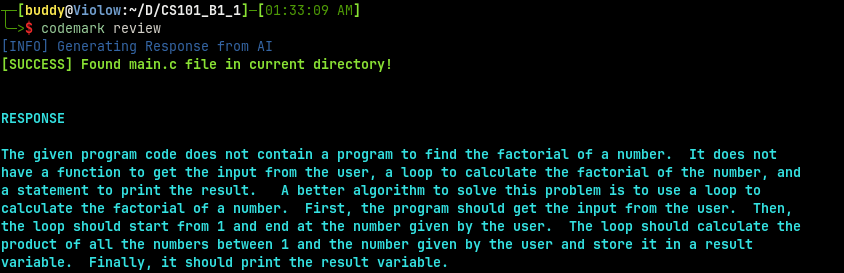 ┬─[buddy@Violow:~/D/CS101_B1_1]─[01:33:09 AM]
╰─>$ codemark review
[INFO] Generating Response from AI
[SUCCESS] Found main.c file in current directory!
RESPONSE
The given program code does not contain a program to find the factorial of a number.  It does not
have a function to get the input from the user, a loop to calculate the factorial of the number, and
a statement to print the result.   A better algorithm to solve this problem is to use a loop to
calculate the factorial of a number.  First, the program should get the input from the user.  Then,
the loop should start from 1 and end at the number given by the user.  The loop should calculate the
product of all the numbers between 1 and the number given by the user and store it in a result
variable.  Finally, it should print the result variable.